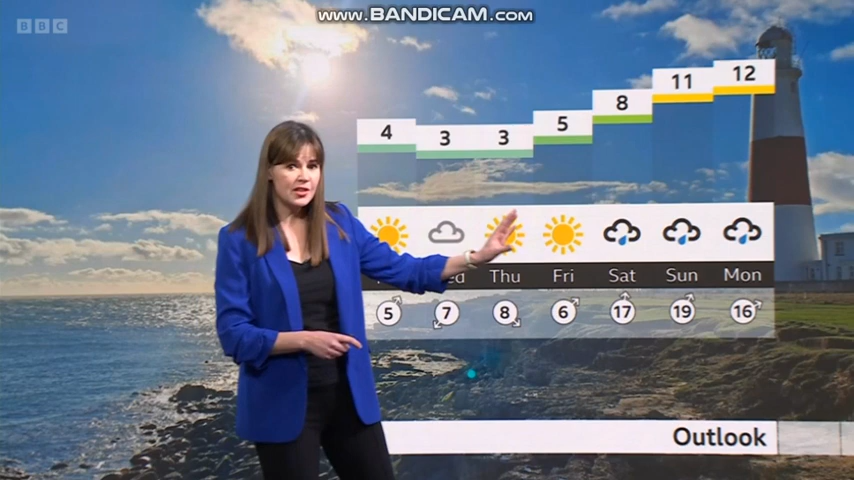 www.BANDICAM.com
BBC
4 3 3 5 8 11 12
Thu Fri Sat Sun Mon
5 7 8 6 17 19 16
Outlook